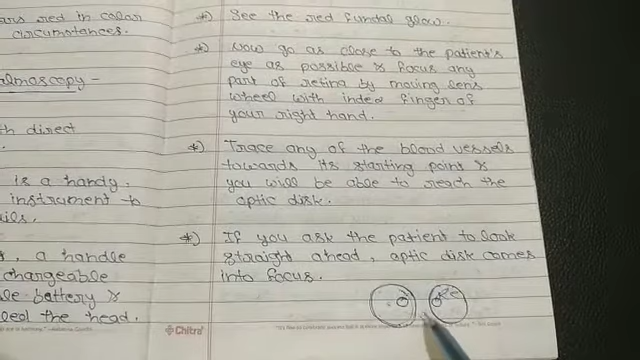 ars red in color
circumstances.
almoscopy -
th direct
is a handy
instrument to
ails.
, a handle
changeable
le battery &
the head.
*) See the red fundal glow.
*) Now go as close to the patient's
eye as possible & focus any
part of retina by moving lens
wheel with index finger of
your right hand.
*) Trace any of the blood vessels
towards its starting point &
you will be able to reach the
optic disk.
*) If you ask the patient to look
straight ahead, optic disk comes
into focus.
Chitra